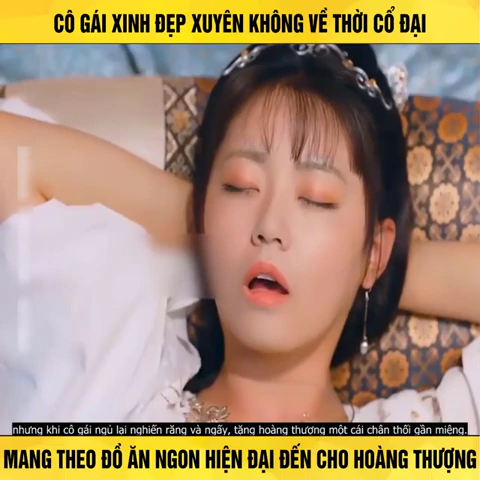 CÔ GÁI XINH ĐẸP XUYÊN KHÔNG VỀ THỜI CỔ ĐẠI
nhưng khi cô gái ngủ lại nghiến răng và ngấy, tặng hoàng thượng một cái chân thối gần miệng.
MANG THEO ĐỒ ĂN NGON HIỆN ĐẠI ĐẾN CHO HOÀNG THƯỢNG